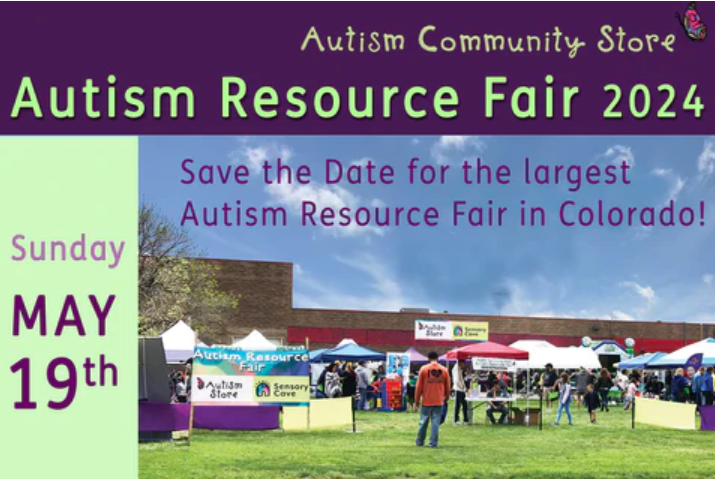 Autism Community Store
Autism Resource Fair 2024
Save the Date for the largest
Autism Resource Fair in Colorado!
Sunday
MAY
19th
Autism
Store
Sensory
Cave
Autism Resource
Fair
Autism
Store
Sensory
Cave